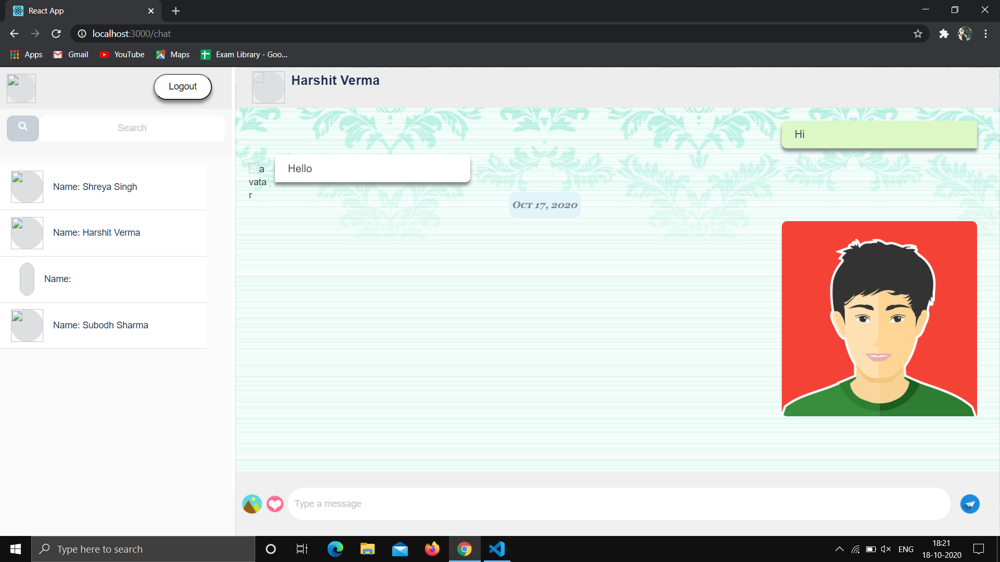 React App
localhost:3000/chat
Apps
Gmail
YouTube
Maps
Exam Library - Goo...
Logout
Harshit Verma
Search
Hi
Hello
avatar
Name: Shreya Singh
Oct 17, 2020
Name: Harshit Verma
Name:
Name: Subodh Sharma
Type a message
Type here to search
ENG
18:21
18-10-2020